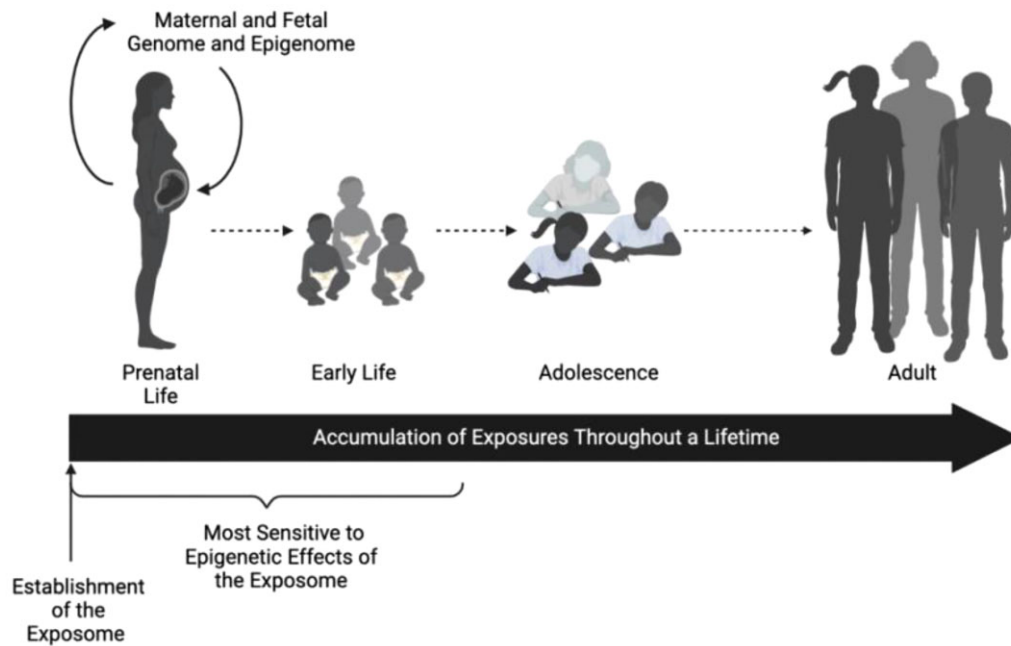 Maternal and Fetal
Genome and Epigenome
Prenatal
Life
Early Life
Adolescence
Adult
Accumulation of Exposures Throughout a Lifetime
Most Sensitive to
Epigenetic Effects of
the Exposome
Establishment
of the
Exposome